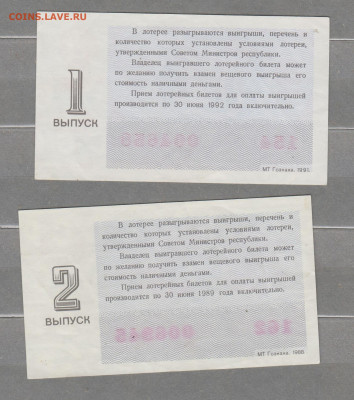 COINS.LAVE.RU
1
ВЫПУСК
В лотерее разыгрываются выигрыши, перечень и
количество которых установлены условиями лотереи,
утвержденными Советом Министров республики.
Владелец выигравшего лотерейного билета может
по желанию получить взамен вещевого выигрыша его
стоимость наличными деньгами.
Прием лотерейных билетов для оплаты выигрышей
производится по 30 июня 1992 года включительно.
МТ Гознака.
2
ВЫПУСК
В лотерее разыгрываются выигрыши, перечень и
количество которых установлены условиями лотереи,
утвержденными Советом Министров республики.
Владелец выигравшего лотерейного билета может
по желанию получить взамен вещевого выигрыша его
стоимость наличными деньгами.
Прием лотерейных билетов для оплаты выигрышей
производится по 30 июня 1989 года включительно.
МТ Гознака. 1988